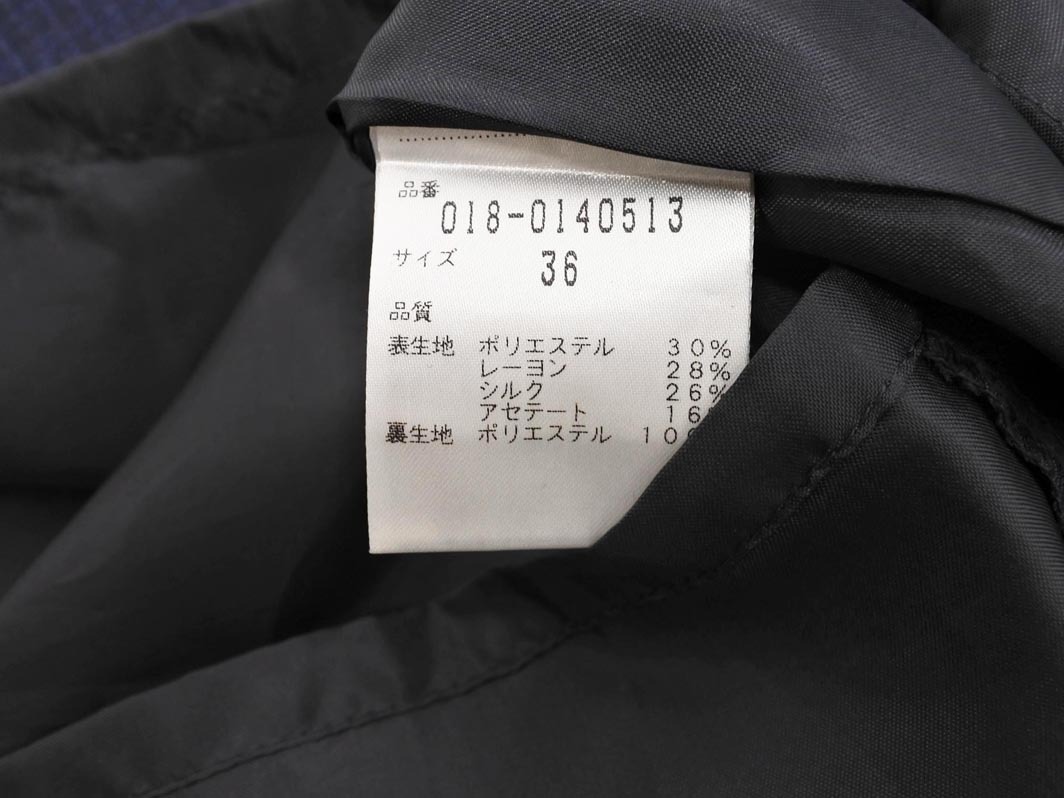 品番
018-0140513
サイズ 36
品質
表生地 ポリエステル 30%
レーヨン 28%
シルク 26%
アセテート 16
裏生地 ポリエステル